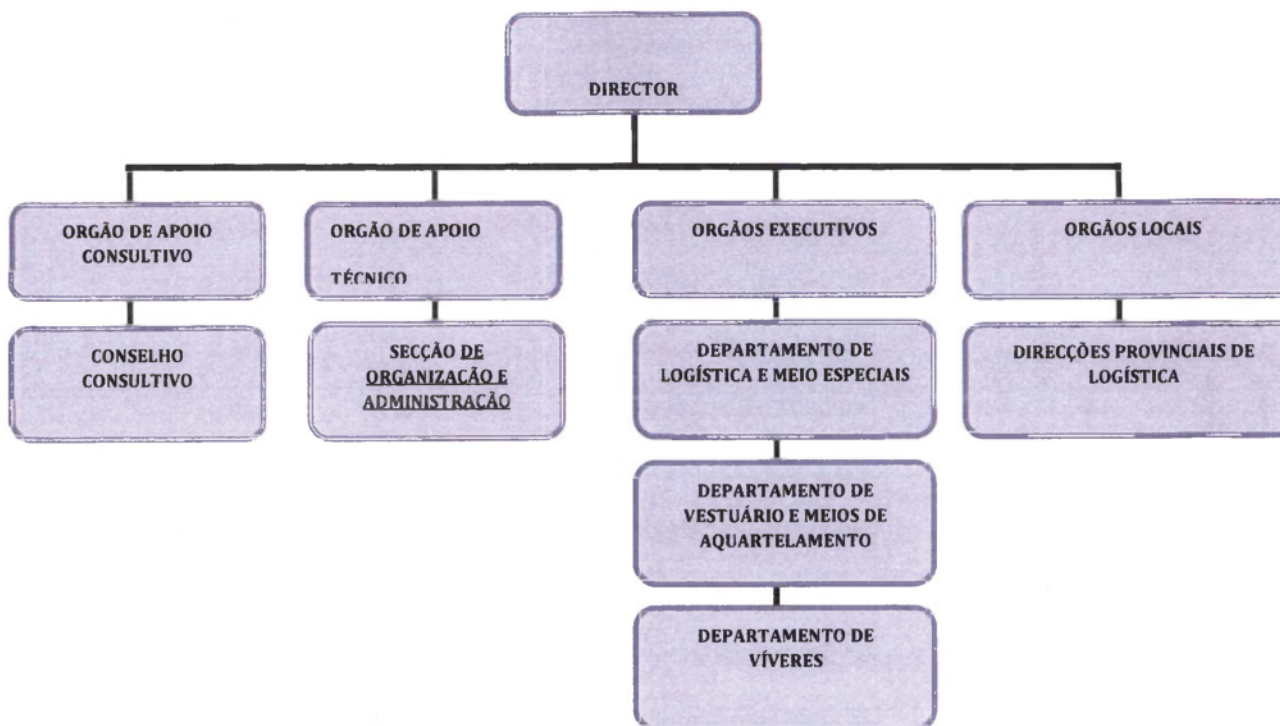 DIRECTOR
ORGÃO DE APOIO
CONSULTIVO
ORGÃO DE APOIO
TÉCNICO
ORGÃOS EXECUTIVOS
ORGÃOS LOCAIS
CONSELHO
CONSULTIVO
SECÇÃO DE
ORGANIZAÇÃO E
ADMINISTRAÇÃO
DEPARTAMENTO DE
LOGÍSTICA E MEIO ESPECIAIS
DIRECÇÕES PROVINCIAIS DE
LOGÍSTICA
DEPARTAMENTO DE
VESTUÁRIO E MEIOS DE
AQUARTELAMENTO
DEPARTAMENTO DE
VÍVERES